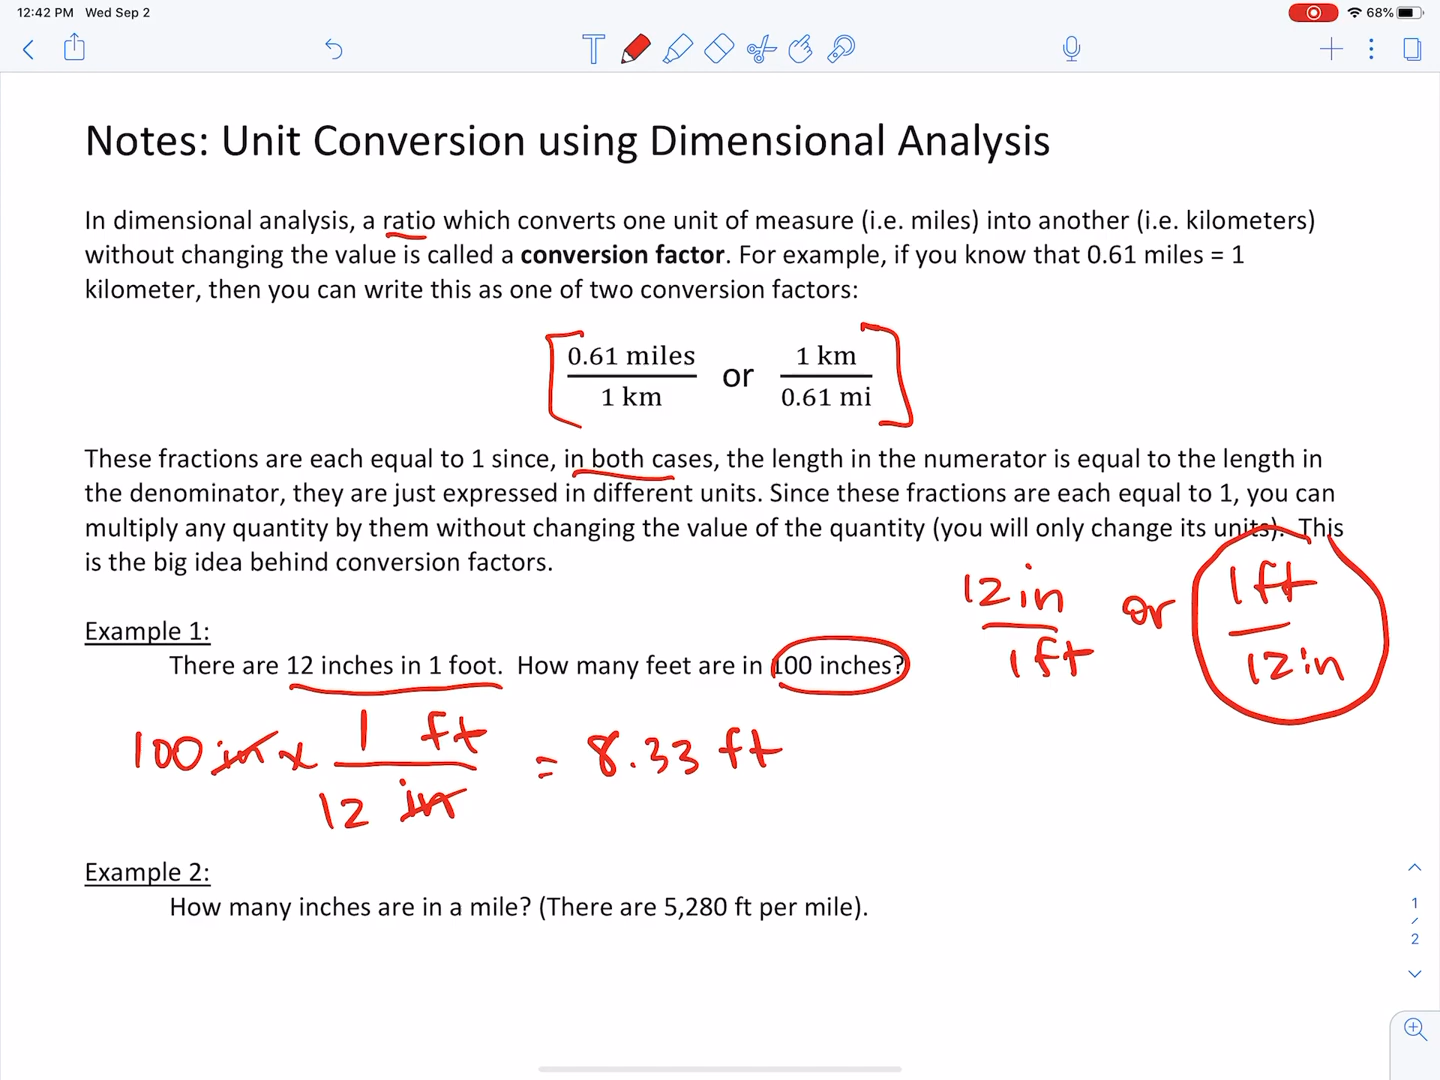 12:42 PM Wed Sep 2
68%
T
Notes: Unit Conversion using Dimensional Analysis
In dimensional analysis, a ratio which converts one unit of measure (i.e. miles) into another (i.e. kilometers)
without changing the value is called a conversion factor. For example, if you know that 0.61 miles = 1
kilometer, then you can write this as one of two conversion factors:
0.61 miles
1 km
or
1 km
0.61 mi
These fractions are each equal to 1 since, in both cases, the length in the numerator is equal to the length in
the denominator, they are just expressed in different units. Since these fractions are each equal to 1, you can
multiply any quantity by them without changing the value of the quantity (you will only change its units). This
is the big idea behind conversion factors.
12 in
1 ft
or
1 ft
12 in
Example 1:
There are 12 inches in 1 foot. How many feet are in 100 inches?
100 in x
1 ft
12 in
= 8.33 ft
Example 2:
How many inches are in a mile? (There are 5,280 ft per mile).
1
/
2